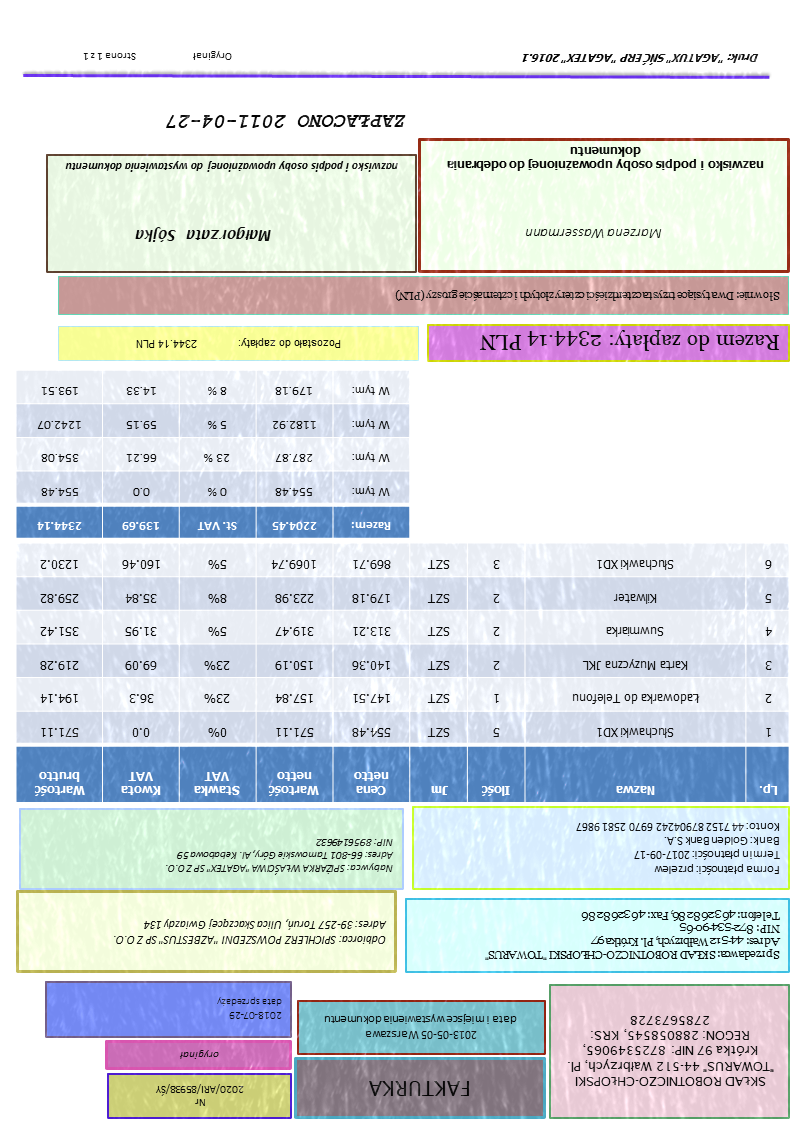 SKŁAD ROBOTNICZO-CHŁOPSKI
"TOWARUS" 44-512 Wałbrzych, Pl.
Krótka 97 NIP: 8725349065,
REGON: 280058545, KRS:
278567328
FAKTURKA
2013-05-05 Warszawa
data i miejsce wystawienia dokumentu
Nr
2020/ARI/85938/ŚY
oryginał
2018-07-29
data sprzedaży
Sprzedawca: SKŁAD ROBOTNICZO-CHŁOPSKI "TOWARUS"
Adres: 44-512 Wałbrzych, Pl. Krótka 97
NIP: 872-534-90-65
Telefon: 463268286, Fax: 463268286
Odbiorca: SPICHLERZ POWSZEDNI "AZBESTUS" SP Z O.O.
Adres: 39-257 Toruń, Ulica Skaczącej Gwiazdy 134
Forma płatności: przelew
Termin płatności: 2017-09-17
Bank: Golden Bank S.A.
Konto: 44 7152 8790 4242 6970 2581 9867
Nabywca: SPIŻARKA WŁAŚCIWA "AGATEX" SP Z O.O.
Adres: 66-801 Tarnowskie Góry, Al. Kebabowa 59
NIP: 8956149632
Lp. Nazwa Ilość Jm Cena netto Wartość netto Stawka VAT Kwota VAT Wartość brutto
1 Słuchawki XD1 5 SZT 554.48 571.11 0% 0.0 571.11
2 Ładowarka do Telefonu 1 SZT 147.51 157.84 23% 36.3 194.14
3 Karta Muzyczna JKL 2 SZT 140.36 150.19 23% 69.09 219.28
4 Suwmiarka 2 SZT 313.21 319.47 5% 31.95 351.42
5 Kilwater 2 SZT 179.18 223.98 8% 35.84 259.82
6 Słuchawki XD1 3 SZT 869.71 1069.74 5% 160.46 1230.2
Razem: 2204.45 St. VAT 139.69 2344.14
W tym: 554.48 0 % 0.0 554.48
W tym: 287.87 23 % 66.21 354.08
W tym: 1182.92 5 % 59.15 1242.07
W tym: 179.18 8 % 14.33 193.51
Razem do zapłaty: 2344.14 PLN
Pozostało do zapłaty: 2344.14 PLN
Słownie: Dwa tysiące trzysta czterdzieści cztery złotych i czternaście groszy (PLN)
Marzena Wassermann
nazwisko i podpis osoby upoważnionej do odebrania
dokumentu
Małgorzata Sójka
nazwisko i podpis osoby upoważnionej do wystawienia dokumentu
ZAPŁACONO 2011-04-27
Druk: "AGATUX" SŃĆERP "AGATEX" 2016.1
Oryginał
Strona 1 z 1